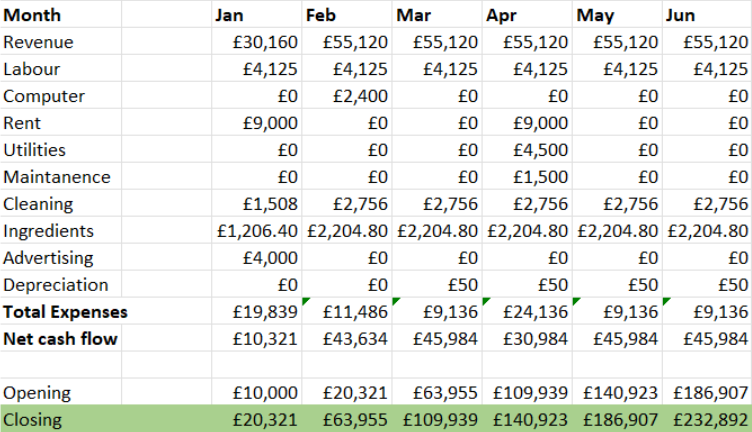 Month Jan Feb Mar Apr May Jun
Revenue £30,160 £55,120 £55,120 £55,120 £55,120 £55,120
Labour £4,125 £4,125 £4,125 £4,125 £4,125 £4,125
Computer £0 £2,400 £0 £0 £0 £0
Rent £9,000 £0 £0 £9,000 £0 £0
Utilities £0 £0 £0 £4,500 £0 £0
Maintanence £0 £0 £0 £1,500 £0 £0
Cleaning £1,508 £2,756 £2,756 £2,756 £2,756 £2,756
Ingredients £1,206.40 £2,204.80 £2,204.80 £2,204.80 £2,204.80 £2,204.80
Advertising £4,000 £0 £0 £0 £0 £0
Depreciation £0 £0 £50 £50 £50 £50
Total Expenses £19,839 £11,486 £9,136 £24,136 £9,136 £9,136
Net cash flow £10,321 £43,634 £45,984 £30,984 £45,984 £45,984
Opening £10,000 £20,321 £63,955 £109,939 £140,923 £186,907
Closing £20,321 £63,955 £109,939 £140,923 £186,907 £232,892